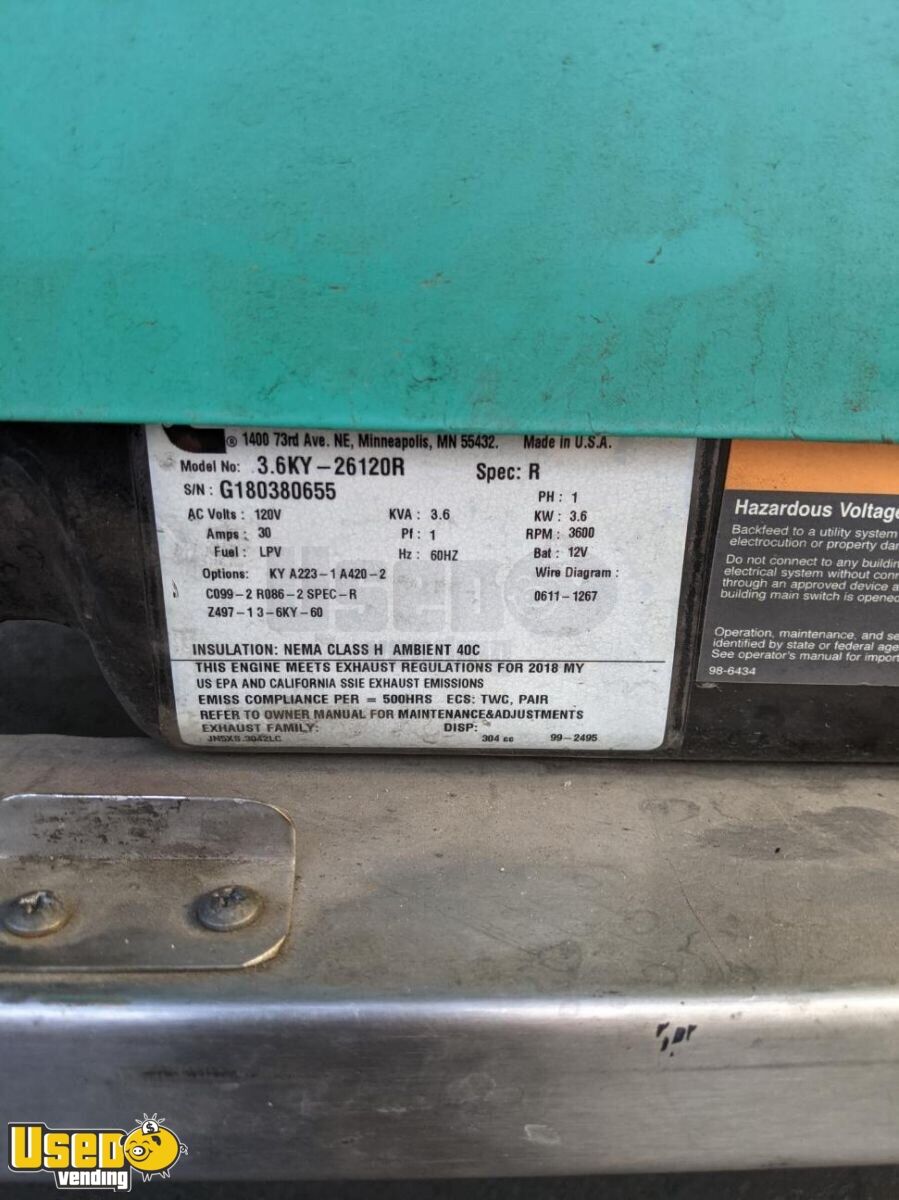 ® 1400 73rd Ave. NE, Minneapolis, MN 55432. Made in U.S.A.
Model No: 3.6KY-26120R Spec: R
S/N: G180380655
PH: 1
AC Volts: 120V KVA: 3.6 KW: 3.6
Amps: 30 Pf: 1 RPM: 3600
Fuel: LPV Hz: 60HZ Bat: 12V
Options: KY A223-1 A420-2 Wire Diagram:
C099-2 R086-2 SPEC-R 0611-1267
Z497-1 3-6KY-60
INSULATION: NEMA CLASS H AMBIENT 40C
THIS ENGINE MEETS EXHAUST REGULATIONS FOR 2018 MY
US EPA AND CALIFORNIA SSIE EXHAUST EMISSIONS
EMISS COMPLIANCE PER = 500HRS ECS: TWC, PAIR
REFER TO OWNER MANUAL FOR MAINTENANCE&ADJUSTMENTS
EXHAUST FAMILY: DISP:
JN5XS.3042LC 304 cc 99-2495
Hazardous Voltage
Backfeed to a utility system
electrocution or property dam
Do not connect to any buildin
electrical system without conn
through an approved device a
building main switch is opened
Operation, maintenance, and se
identified by state or federal age
See operator's manual for import
98-6434
USED
USED
vending